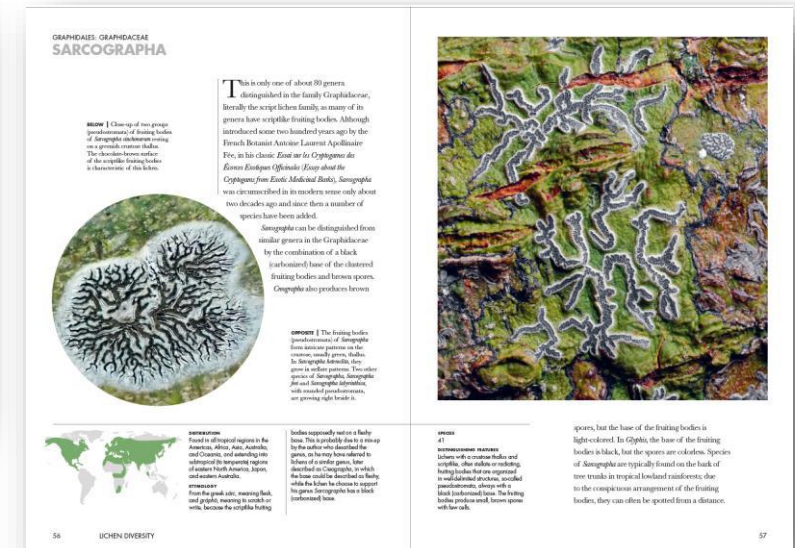 GRAPHIDALES: GRAPHIDACEAE
SARCOGRAPHA
This is only one of about 80 genera
distinguished in the family Graphidaceae,
literally the script lichen family, as many of its
genera have scriptlike fruiting bodies. Although
introduced some two hundred years ago by the
French Botanist Antoine Laurent Apollinaire
Fée, in his classic Essai sur les Cryptogames des
Écorces Exotiques Officinales (Essay about the
Cryptogams from Exotic Medicinal Barks), Sarcographa
was circumscribed in its modern sense only about
two decades ago and since then a number of
species have been added.
Sarcographa can be distinguished from
similar genera in the Graphidaceae
by the combination of a black
(carbonized) base of the clustered
fruiting bodies and brown spores.
Creographa also produces brown
BELOW | Close-up of two groups
(pseudostromata) of fruiting bodies
of Sarcographa cinchonarum resting
on a greenish crustose thallus.
The chocolate-brown surface
of the scriptlike fruiting bodies
is characteristic of this lichen.
OPPOSITE | The fruiting bodies
(pseudostromata) of Sarcographa
form intricate patterns on the
crustose, usually green, thallus.
In Sarcographa heteroclita, they
grow in stellate patterns. Two other
species of Sarcographa, Sarcographa
feei and Sarcographa labyrinthica,
with rounded pseudostromata,
are growing right beside it.
DISTRIBUTION
Found in all tropical regions in the
Americas, Africa, Asia, Australia,
and Oceania, and extending into
subtropical (to temperate) regions
of eastern North America, Japan,
and eastern Australia.
ETYMOLOGY
From the greek sárc, meaning flesh,
and gráphó, meaning to scratch or
write, because the scriptlike fruiting
bodies supposedly rest on a fleshy
base. This is probably due to a mix-up
by the author who described the
genus, as he may have referred to
lichens of a similar genus, later
described as Creographa, in which
the base could be described as fleshy,
while the lichen he choose to support
his genus Sarcographa has a black
(carbonized) base.
56 LICHEN DIVERSITY
SPECIES
41
DISTINGUISHING FEATURES
Lichens with a crustose thallus and
scriptlike, often stellate or radiating,
fruiting bodies that are organized
in well-delimited structures, so-called
pseudostromata, always with a
black (carbonized) base. The fruiting
bodies produce small, brown spores
with few cells.
spores, but the base of the fruiting bodies is
light-colored. In Glyphis, the base of the fruiting
bodies is black, but the spores are colorless. Species
of Sarcographa are typically found on the bark of
tree trunks in tropical lowland rainforests; due
to the conspicuous arrangement of the fruiting
bodies, they can often be spotted from a distance.
57